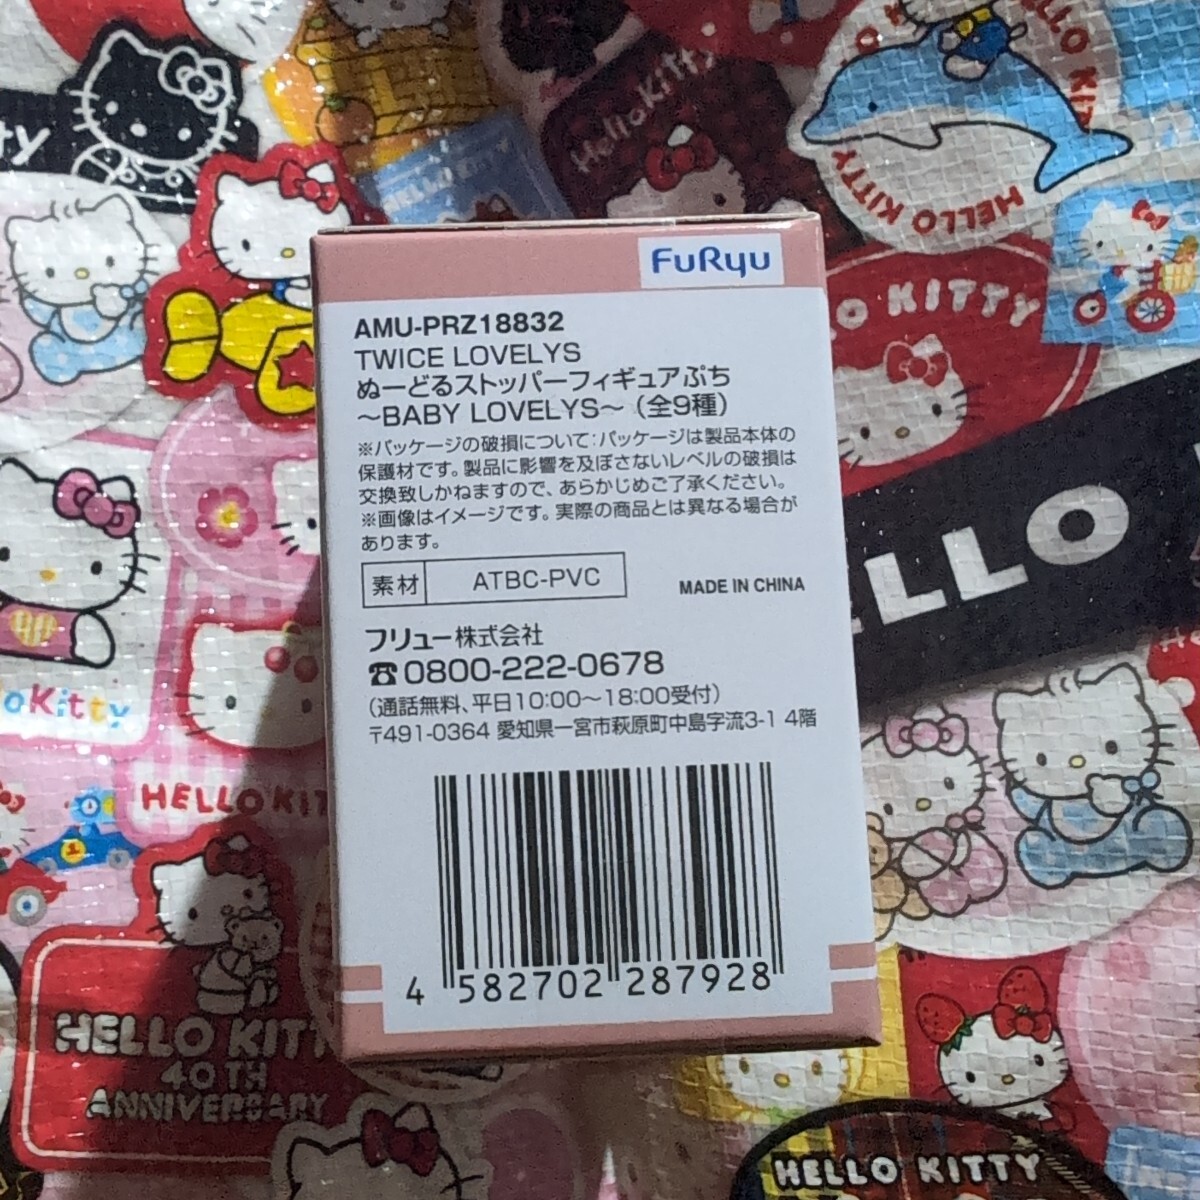 Hello Kitty
HELLO KITTY
HELLO KITTY
HELLO KITTY
FuRyu
AMU-PRZ18832
TWICE LOVELYS
ぬーどるストッパーフィギュアぷち
～BABY LOVELYS～（全9種）
※パッケージの破損について：パッケージは製品本体の
保護材です。製品に影響を及ぼさないレベルの破損は
交換致しかねますので、あらかじめご了承ください。
※画像はイメージです。実際の商品とは異なる場合が
あります。
素材 ATBC-PVC
MADE IN CHINA
フリュー株式会社
☎0800-222-0678
（通話無料、平日10:00～18:00受付）
〒491-0364 愛知県一宮市萩原町中島字流3-1 4階
4 582702 287928
HELLO KITTY
40TH
ANNIVERSARY
HELLO KITTY